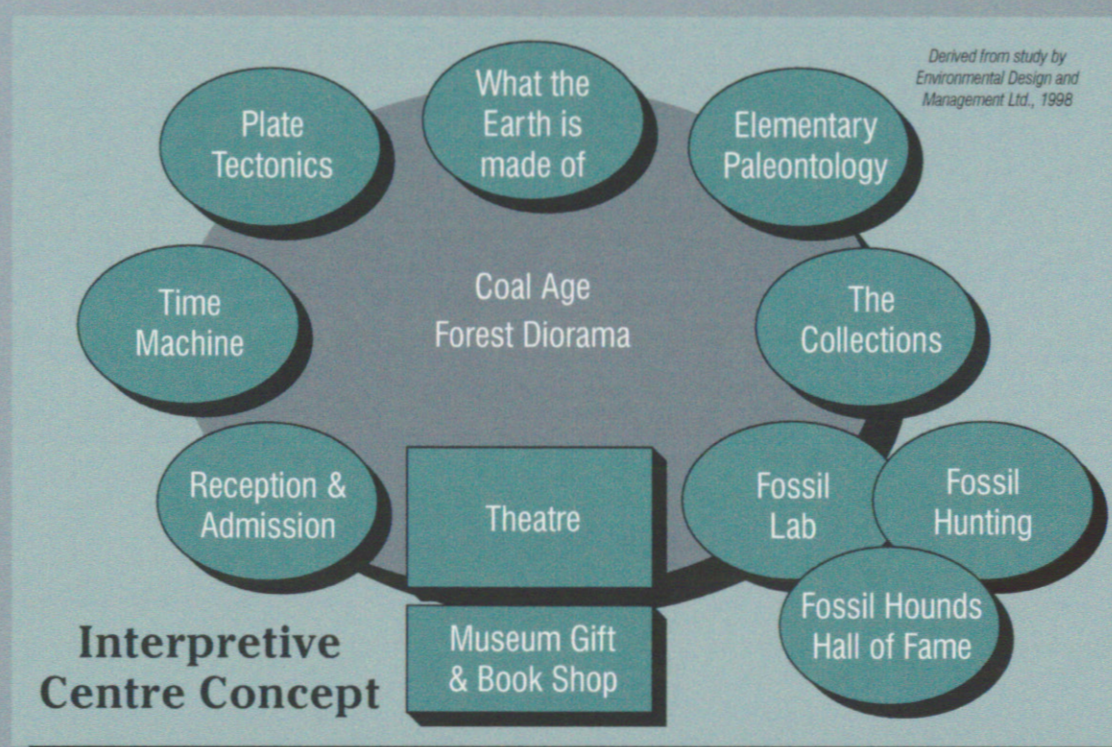 Derived from study by
Environmental Design and
Management Ltd., 1998
What the
Earth is
made of
Plate
Tectonics
Elementary
Paleontology
Time
Machine
Coal Age
Forest Diorama
The
Collections
Reception &
Admission
Theatre
Fossil
Lab
Fossil
Hunting
Fossil Hounds
Hall of Fame
Museum Gift
& Book Shop
Interpretive
Centre Concept